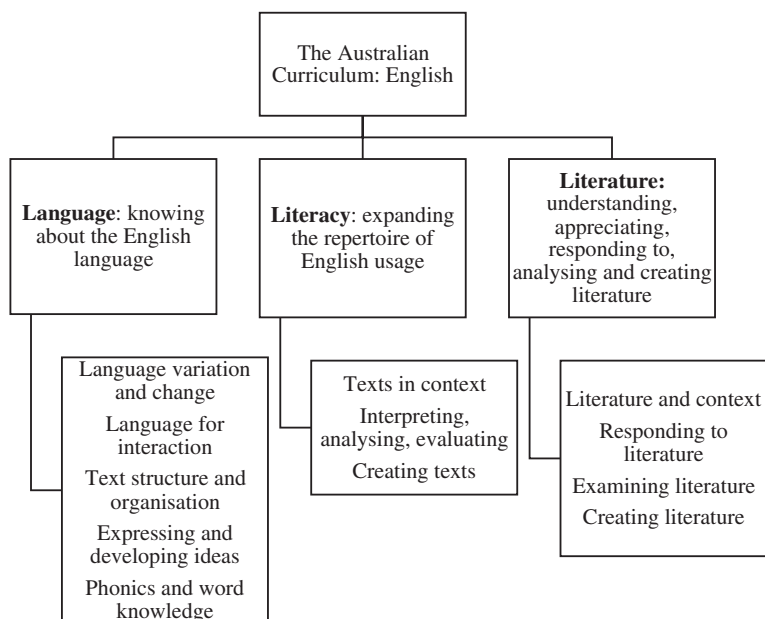 The Australian
Curriculum: English
Language: knowing
about the English
language
Literacy: expanding
the repertoire of
English usage
Literature:
understanding,
appreciating,
responding to,
analysing and creating
literature
Language variation
and change
Language for
interaction
Text structure and
organisation
Expressing and
developing ideas
Phonics and word
knowledge
Texts in context
Interpreting,
analysing, evaluating
Creating texts
Literature and context
Responding to
literature
Examining literature
Creating literature